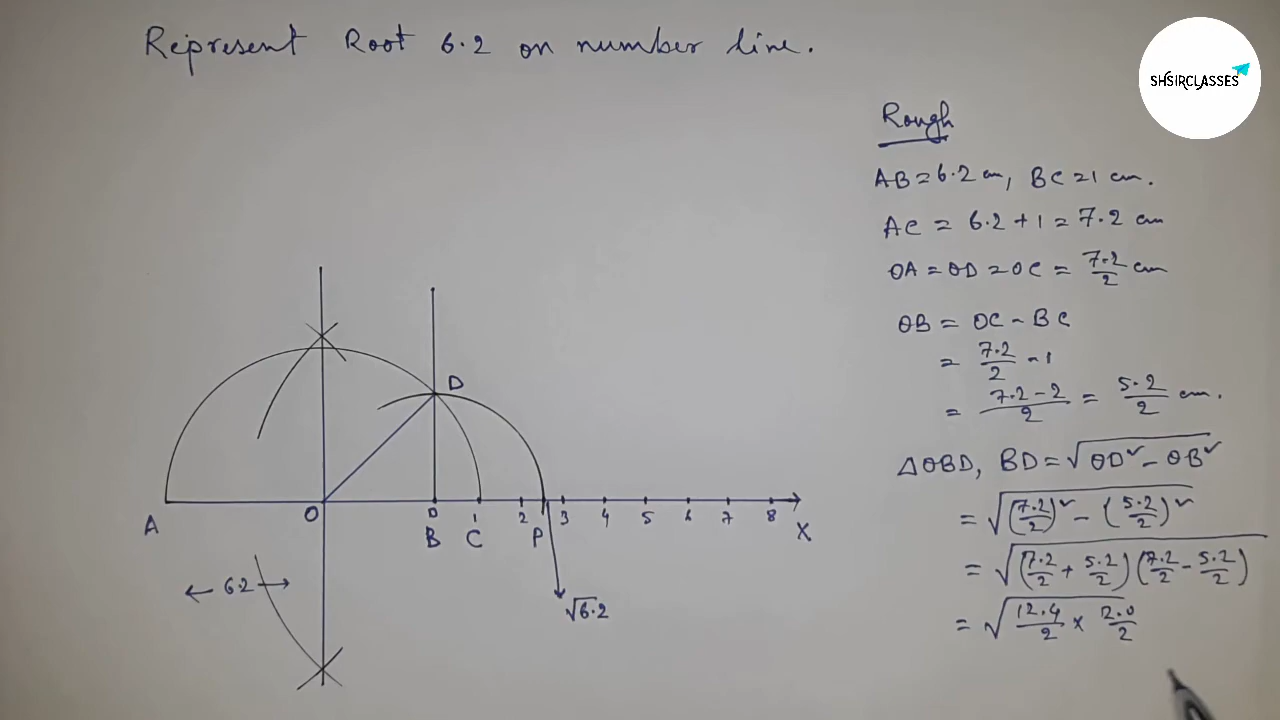 Represent Root 6.2 on number line.
SHSIRCLASSES
Rough
AB = 6.2 cm, BC = 1 cm.
AC = 6.2 + 1 = 7.2 cm
OA = OD = OC = 7.2/2 cm
OB = OC - BC
= 7.2/2 - 1
= 7.2 - 2/2 = 5.2/2 cm.
△OBD, BD = √OD² - OB²
= √(7.2/2)² - (5.2/2)²
= √(7.2/2 + 5.2/2)(7.2/2 - 5.2/2)
= √12.4/2 × 2.0/2
D
O 0 1 2 3 4 5 6 7 8
A B C P X
← 6.2 →
√6.2